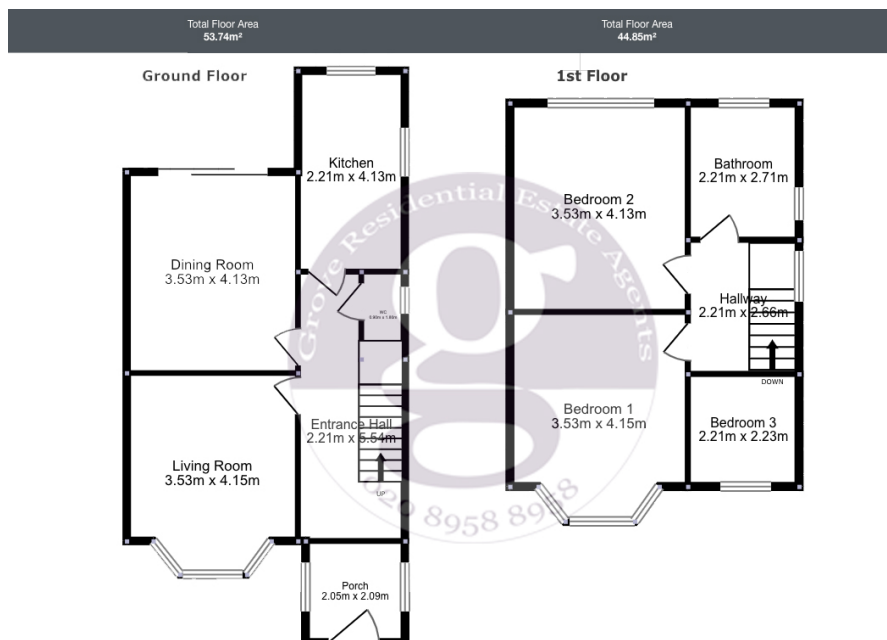 Total Floor Area
53.74m²
Total Floor Area
44.85m²
Ground Floor
1st Floor
Kitchen
2.21m x 4.13m
Dining Room
3.53m x 4.13m
WC
Living Room
3.53m x 4.15m
Entrance Hall
2.21m x 5.54m
UP
Porch
2.05m x 2.09m
Bedroom 2
3.53m x 4.13m
Bathroom
2.21m x 2.71m
Hallway
2.21m x 2.66m
DOWN
Bedroom 1
3.53m x 4.15m
Bedroom 3
2.21m x 2.23m
Grove Residential Estate Agents
g
020 8958 8958